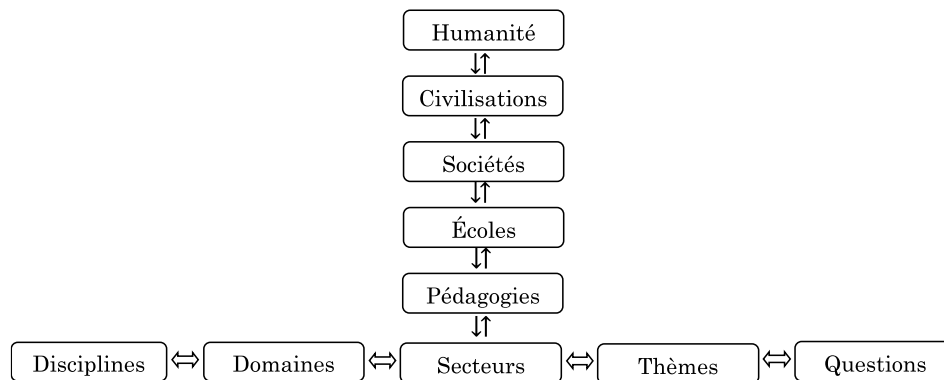 Humanité
Civilisations
Sociétés
Écoles
Pédagogies
Disciplines Domaines Secteurs Thèmes Questions